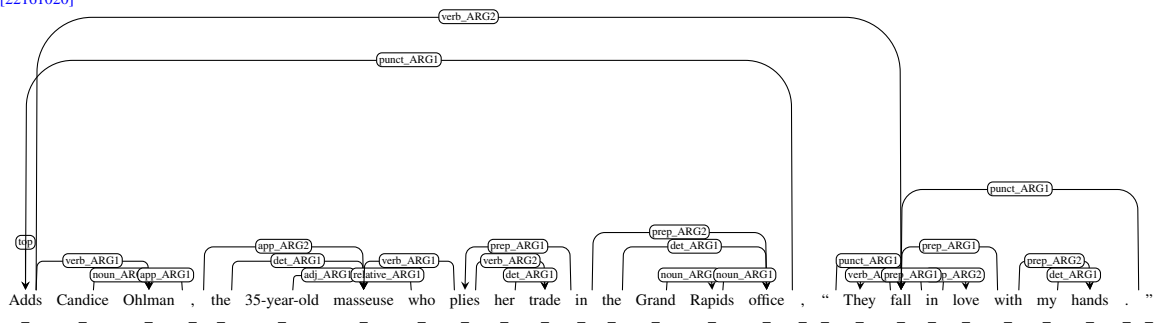 [22161020]
verb_ARG2
punct_ARG1
punct_ARG1
top app_ARG2 prep_ARG1 prep_ARG2 det_ARG1 prep_ARG1
verb_ARG1 det_ARG1 verb_ARG1 verb_ARG2 punct_ARG1 prep_ARG2
app_ARG1 adj_ARG1 relative_ARG1 det_ARG1 noun_ARG1 prep_ARG1 det_ARG1
Adds Candice Ohlman , the 35-year-old masseuse who plies her trade in the Grand Rapids office , “ They fall in love with my hands . ”